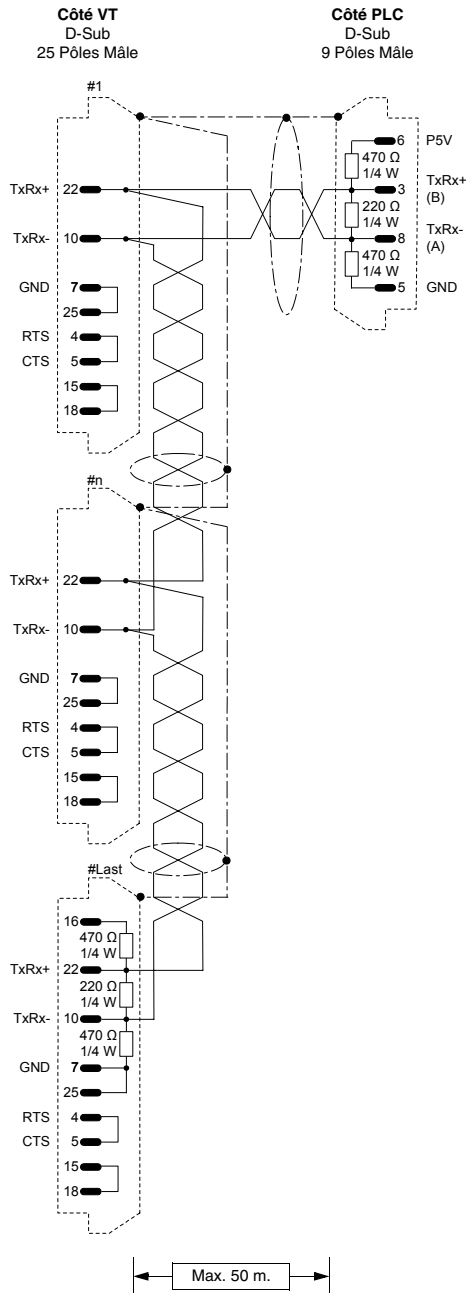 Côté VT
D-Sub
25 Pôles Mâle
Côté PLC
D-Sub
9 Pôles Mâle
#1
TxRx+ 22
TxRx- 10
GND 7
25
RTS 4
CTS 5
15
18
6 P5V
470 Ω
1/4 W
3 TxRx+
(B)
220 Ω
1/4 W
8 TxRx-
(A)
470 Ω
1/4 W
5 GND
#n
TxRx+ 22
TxRx- 10
GND 7
25
RTS 4
CTS 5
15
18
#Last
16
470 Ω
1/4 W
TxRx+ 22
220 Ω
1/4 W
TxRx- 10
470 Ω
1/4 W
GND 7
25
RTS 4
CTS 5
15
18
Max. 50 m.